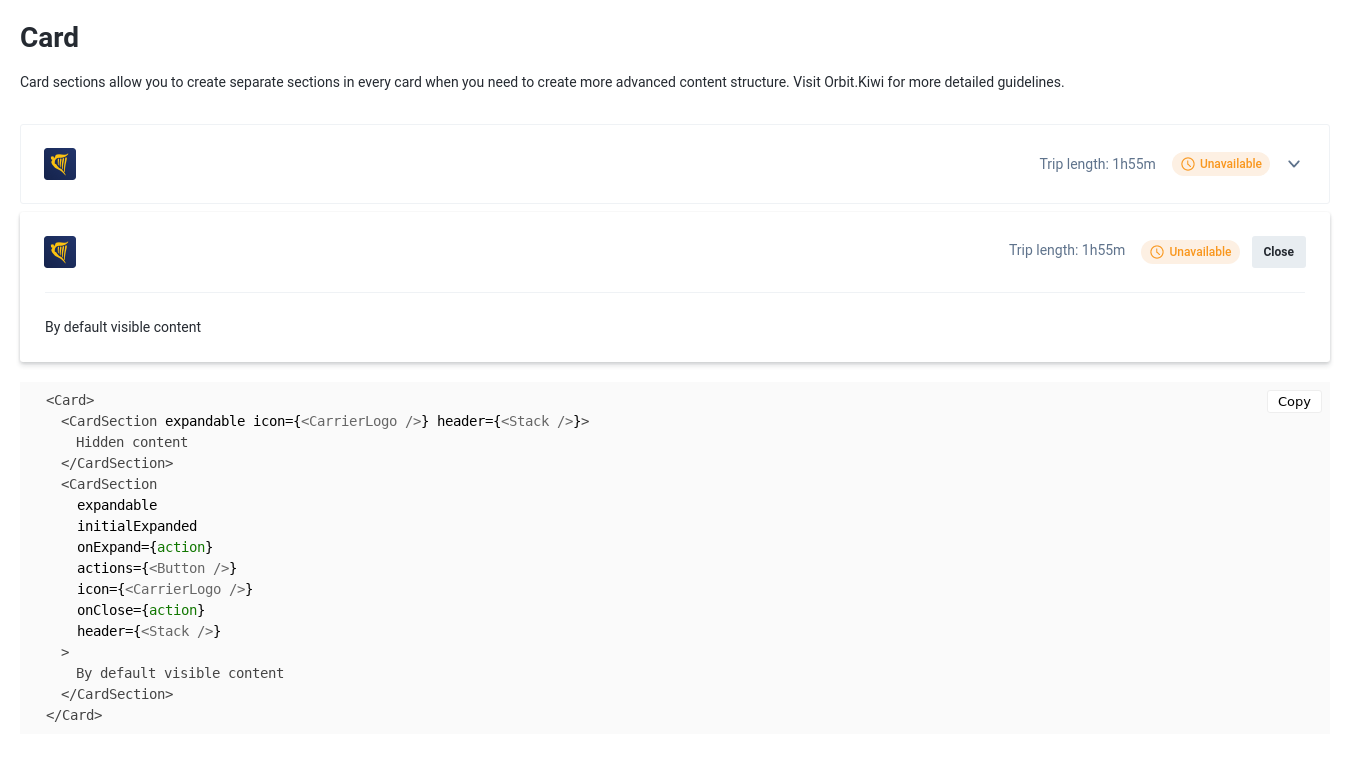 Card
Card sections allow you to create separate sections in every card when you need to create more advanced content structure. Visit Orbit.Kiwi for more detailed guidelines.
Trip length: 1h55m Unavailable
Trip length: 1h55m Unavailable Close
By default visible content
Copy
<Card>
  <CardSection expandable icon={<CarrierLogo />} header={<Stack />}>
    Hidden content
  </CardSection>
  <CardSection
    expandable
    initialExpanded
    onExpand={action}
    actions={<Button />}
    icon={<CarrierLogo />}
    onClose={action}
    header={<Stack />}
  >
    By default visible content
  </CardSection>
</Card>